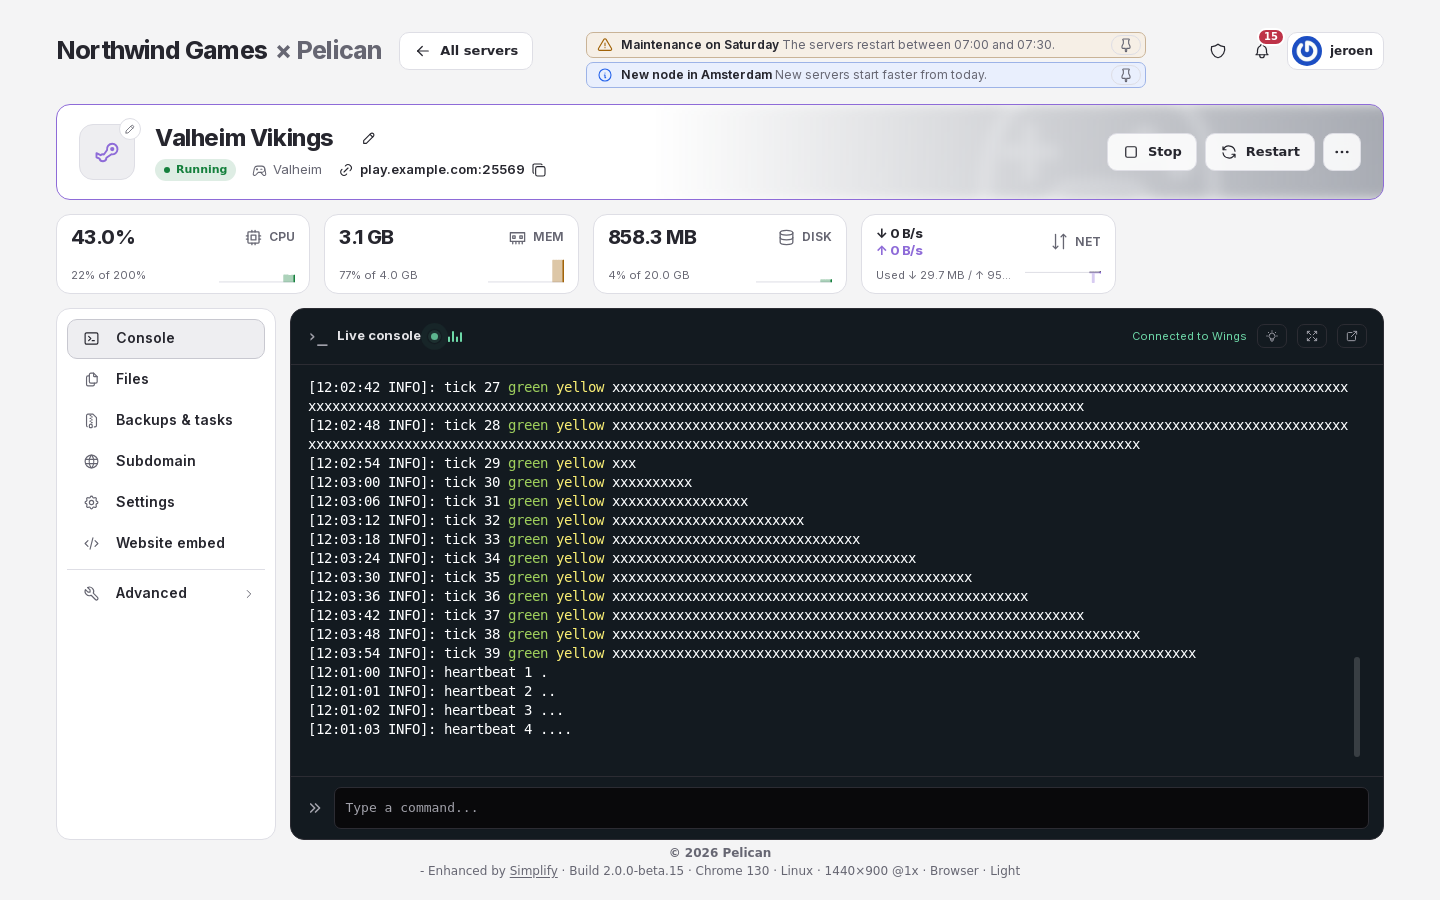 Northwind Games × Pelican
All servers
Maintenance on Saturday The servers restart between 07:00 and 07:30.
New node in Amsterdam New servers start faster from today.
15
jeroen
Valheim Vikings
Running
Valheim
play.example.com:25569
Stop
Restart
43.0%
CPU
22% of 200%
3.1 GB
MEM
77% of 4.0 GB
858.3 MB
DISK
4% of 20.0 GB
↓ 0 B/s
↑ 0 B/s
NET
Used ↓ 29.7 MB / ↑ 95...
Console
Files
Backups & tasks
Subdomain
Settings
Website embed
Advanced
Live console
Connected to Wings
[12:02:42 INFO]: tick 27 green yellow xxxxxxxxxxxxxxxxxxxxxxxxxxxxxxxxxxxxxxxxxxxxxxxxxxxxxxxxxxxxxxxxxxxxxxxxxxxxxxxxxxxxxxxxxxxx
xxxxxxxxxxxxxxxxxxxxxxxxxxxxxxxxxxxxxxxxxxxxxxxxxxxxxxxxxxxxxxxxxxxxxxxxxxxxxxxxxxxxxxxxxxxxxxxxx
[12:02:48 INFO]: tick 28 green yellow xxxxxxxxxxxxxxxxxxxxxxxxxxxxxxxxxxxxxxxxxxxxxxxxxxxxxxxxxxxxxxxxxxxxxxxxxxxxxxxxxxxxxxxxxxxx
xxxxxxxxxxxxxxxxxxxxxxxxxxxxxxxxxxxxxxxxxxxxxxxxxxxxxxxxxxxxxxxxxxxxxxxxxxxxxxxxxxxxxxxxxxxxxxxxxxxxxxxx
[12:02:54 INFO]: tick 29 green yellow xxx
[12:03:00 INFO]: tick 30 green yellow xxxxxxxxxx
[12:03:06 INFO]: tick 31 green yellow xxxxxxxxxxxxxxxxx
[12:03:12 INFO]: tick 32 green yellow xxxxxxxxxxxxxxxxxxxxxxxx
[12:03:18 INFO]: tick 33 green yellow xxxxxxxxxxxxxxxxxxxxxxxxxxxxxxx
[12:03:24 INFO]: tick 34 green yellow xxxxxxxxxxxxxxxxxxxxxxxxxxxxxxxxxxxxxx
[12:03:30 INFO]: tick 35 green yellow xxxxxxxxxxxxxxxxxxxxxxxxxxxxxxxxxxxxxxxxxxxxx
[12:03:36 INFO]: tick 36 green yellow xxxxxxxxxxxxxxxxxxxxxxxxxxxxxxxxxxxxxxxxxxxxxxxxxxxx
[12:03:42 INFO]: tick 37 green yellow xxxxxxxxxxxxxxxxxxxxxxxxxxxxxxxxxxxxxxxxxxxxxxxxxxxxxxxxxxx
[12:03:48 INFO]: tick 38 green yellow xxxxxxxxxxxxxxxxxxxxxxxxxxxxxxxxxxxxxxxxxxxxxxxxxxxxxxxxxxxxxxxxxx
[12:03:54 INFO]: tick 39 green yellow xxxxxxxxxxxxxxxxxxxxxxxxxxxxxxxxxxxxxxxxxxxxxxxxxxxxxxxxxxxxxxxxxxxxxxxxx
[12:01:00 INFO]: heartbeat 1 .
[12:01:01 INFO]: heartbeat 2 ..
[12:01:02 INFO]: heartbeat 3 ...
[12:01:03 INFO]: heartbeat 4 ....
Type a command...
© 2026 Pelican
- Enhanced by Simplify · Build 2.0.0-beta.15 · Chrome 130 · Linux · 1440×900 @1x · Browser · Light